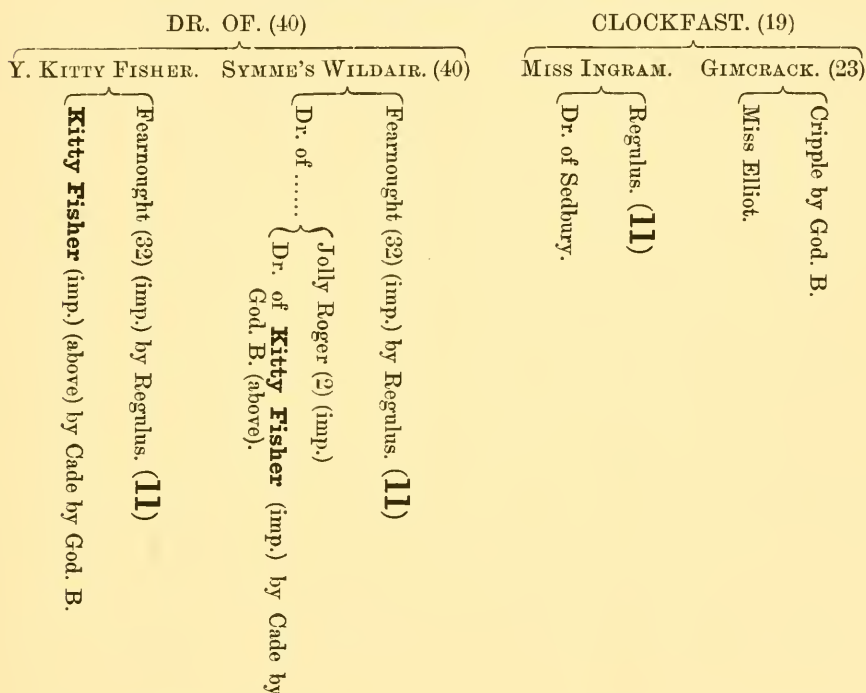 DR. OF. (40)
CLOCKFAST. (19)
Y. KITTY FISHER.
SYMME'S WILDAIR. (40)
MISS INGRAM.
GIMCRACK. (23)
Kitty Fisher (imp.) (above) by Cade by God. B.
Fearnought (32) (imp.) by Regulus. (11)
Dr. of ......
Dr. of Kitty Fisher (imp.) by Cade by
God. B. (above).
Jolly Roger (2) (imp.)
Fearnought (32) (imp.) by Regulus. (11)
Dr. of Sedbury.
Regulus. (11)
Miss Elliot.
Cripple by God. B.